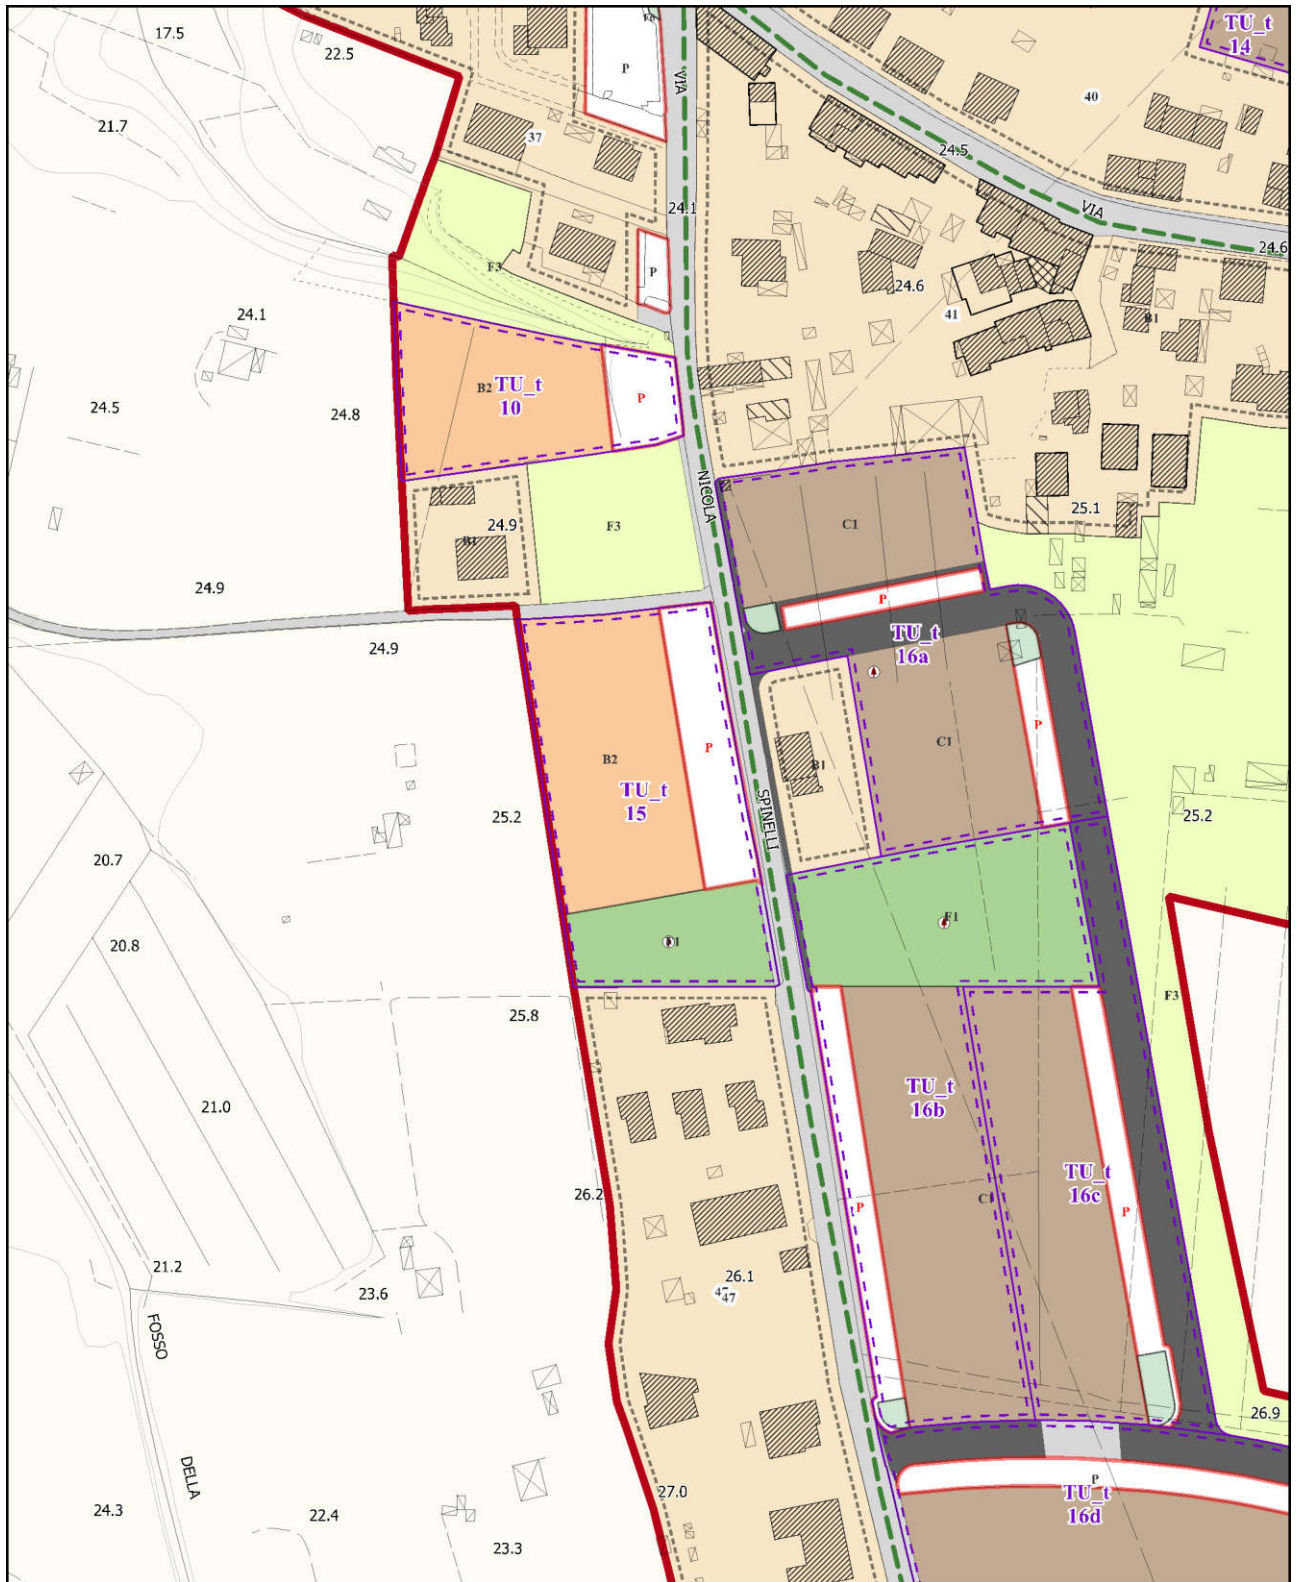 17.5
22.5
F6
TU_t
14
P
VIA
40
21.7
37
24.5
24.1
VIA
24.6
F3
P
24.6
24.1
41
B1
B2
TU_t
10
P
24.5
24.8
NICOLA
24.9
B1
F3
C1
25.1
24.9
P
24.9
TU_t
16a
C1
P
P
B2
B1
TU_t
15
SPINELLI
25.2
25.2
20.7
F1
20.8
F3
25.8
TU_t
16b
21.0
TU_t
16c
26.2
C1
P
P
21.2
26.1
47
47
23.6
FOSSO
26.9
DELLA
P
27.0
TU_t
16d
24.3
22.4
23.3